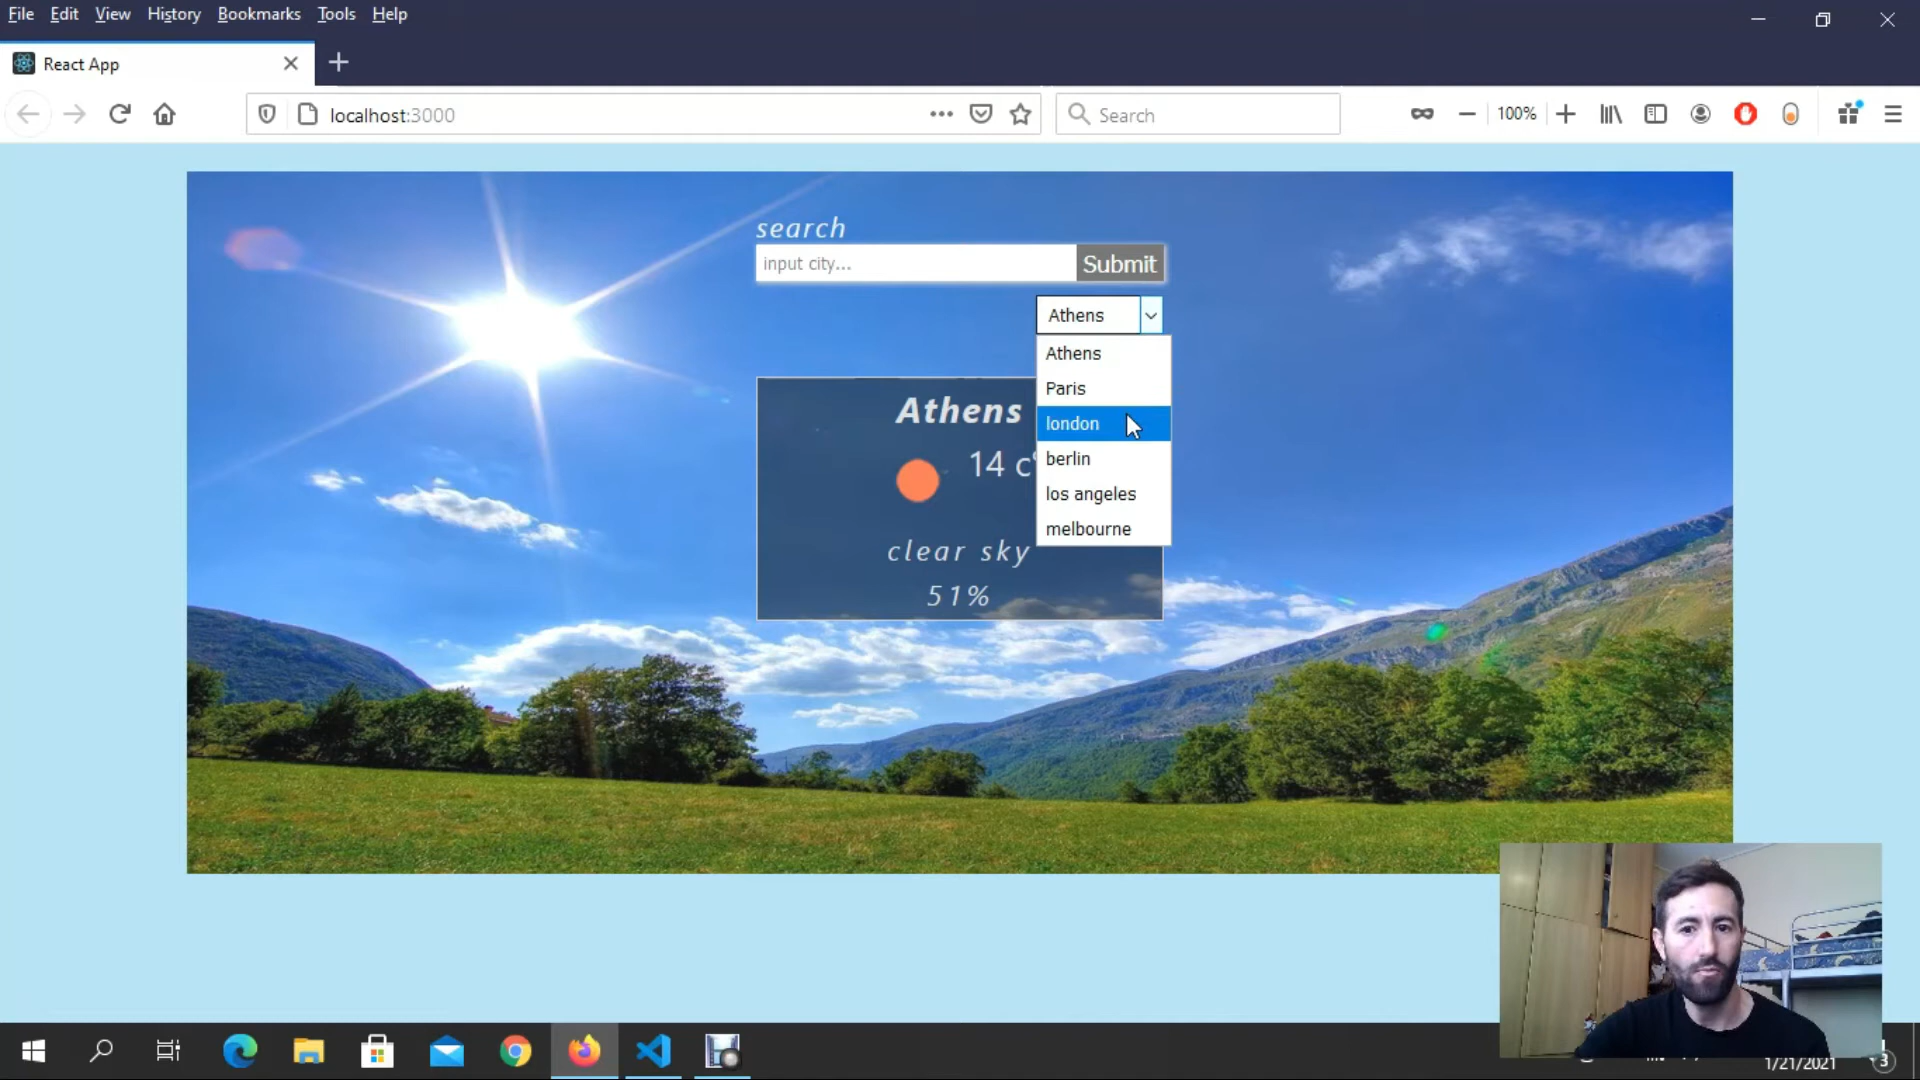 File Edit View History Bookmarks Tools Help
React App
localhost:3000
Search
100%
search
input city...
Submit
Athens
Athens
Paris
london
berlin
los angeles
melbourne
Athens
14 c°
clear sky
51%
1/21/2021
3